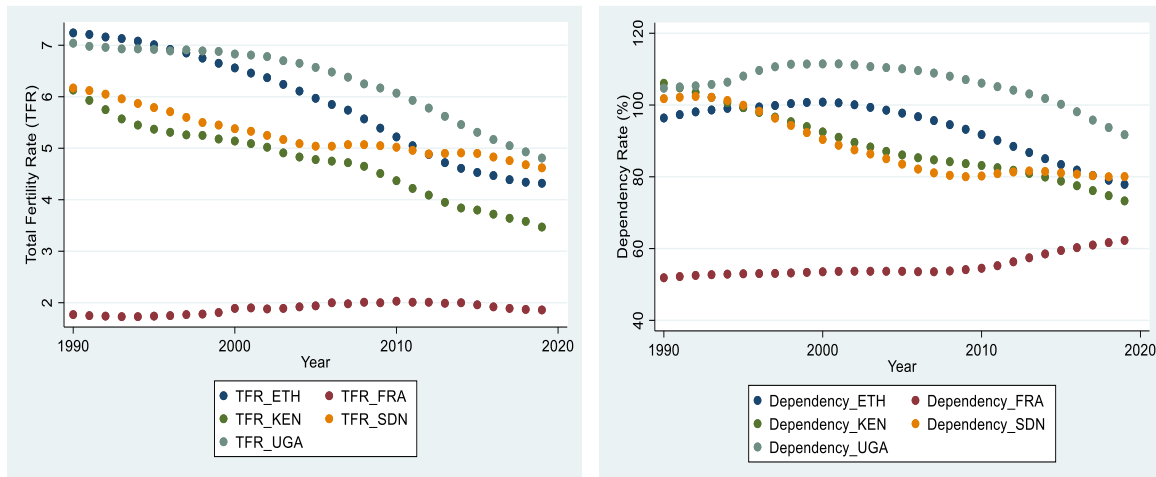 Total Fertility Rate (TFR)
7
6
5
4
3
2
1990 2000 2010 2020
Year
TFR_ETH TFR_FRA
TFR_KEN TFR_SDN
TFR_UGA
Dependency Rate (%)
120
100
80
60
40
1990 2000 2010 2020
Year
Dependency_ETH Dependency_FRA
Dependency_KEN Dependency_SDN
Dependency_UGA